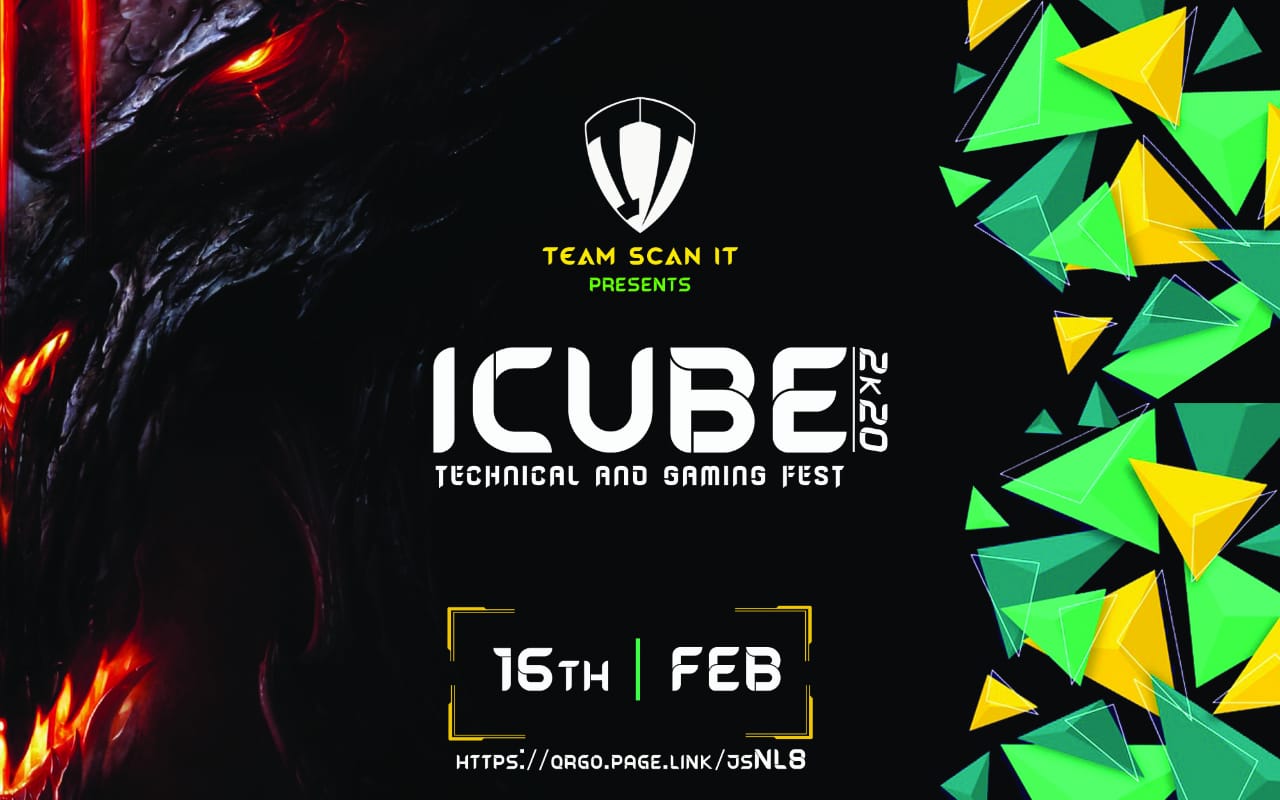 TEAM SCAN IT
PRESENTS
ICUBE 2K20
TECHNICAL AND GAMING FEST
16TH | FEB
HTTPS://QRGO.PAGE.LINK/JSNL8